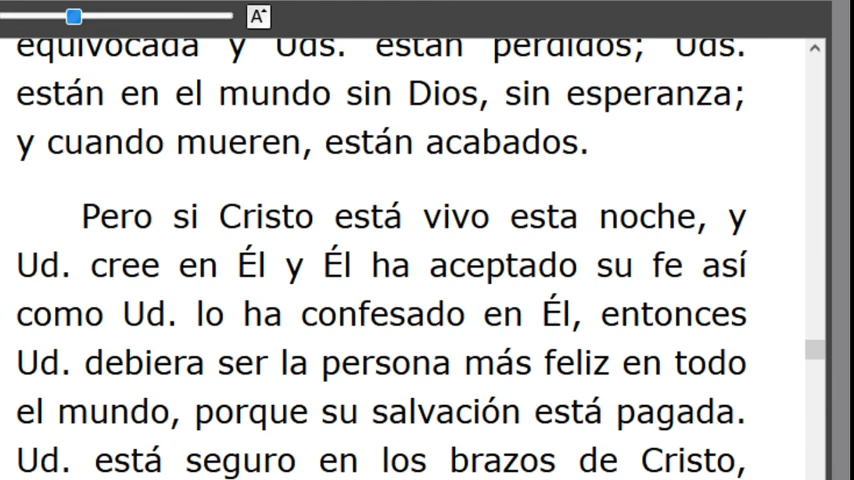 A
equivocada y Uds. están perdidos; Uds.
están en el mundo sin Dios, sin esperanza;
y cuando mueren, están acabados.
Pero si Cristo está vivo esta noche, y
Ud. cree en Él y Él ha aceptado su fe así
como Ud. lo ha confesado en Él, entonces
Ud. debiera ser la persona más feliz en todo
el mundo, porque su salvación está pagada.
Ud. está seguro en los brazos de Cristo,